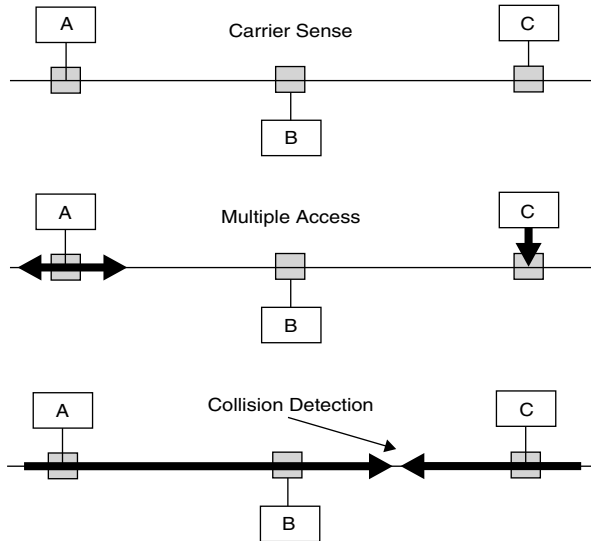 A
Carrier Sense
C
B
A
Multiple Access
C
B
A
Collision Detection
C
B